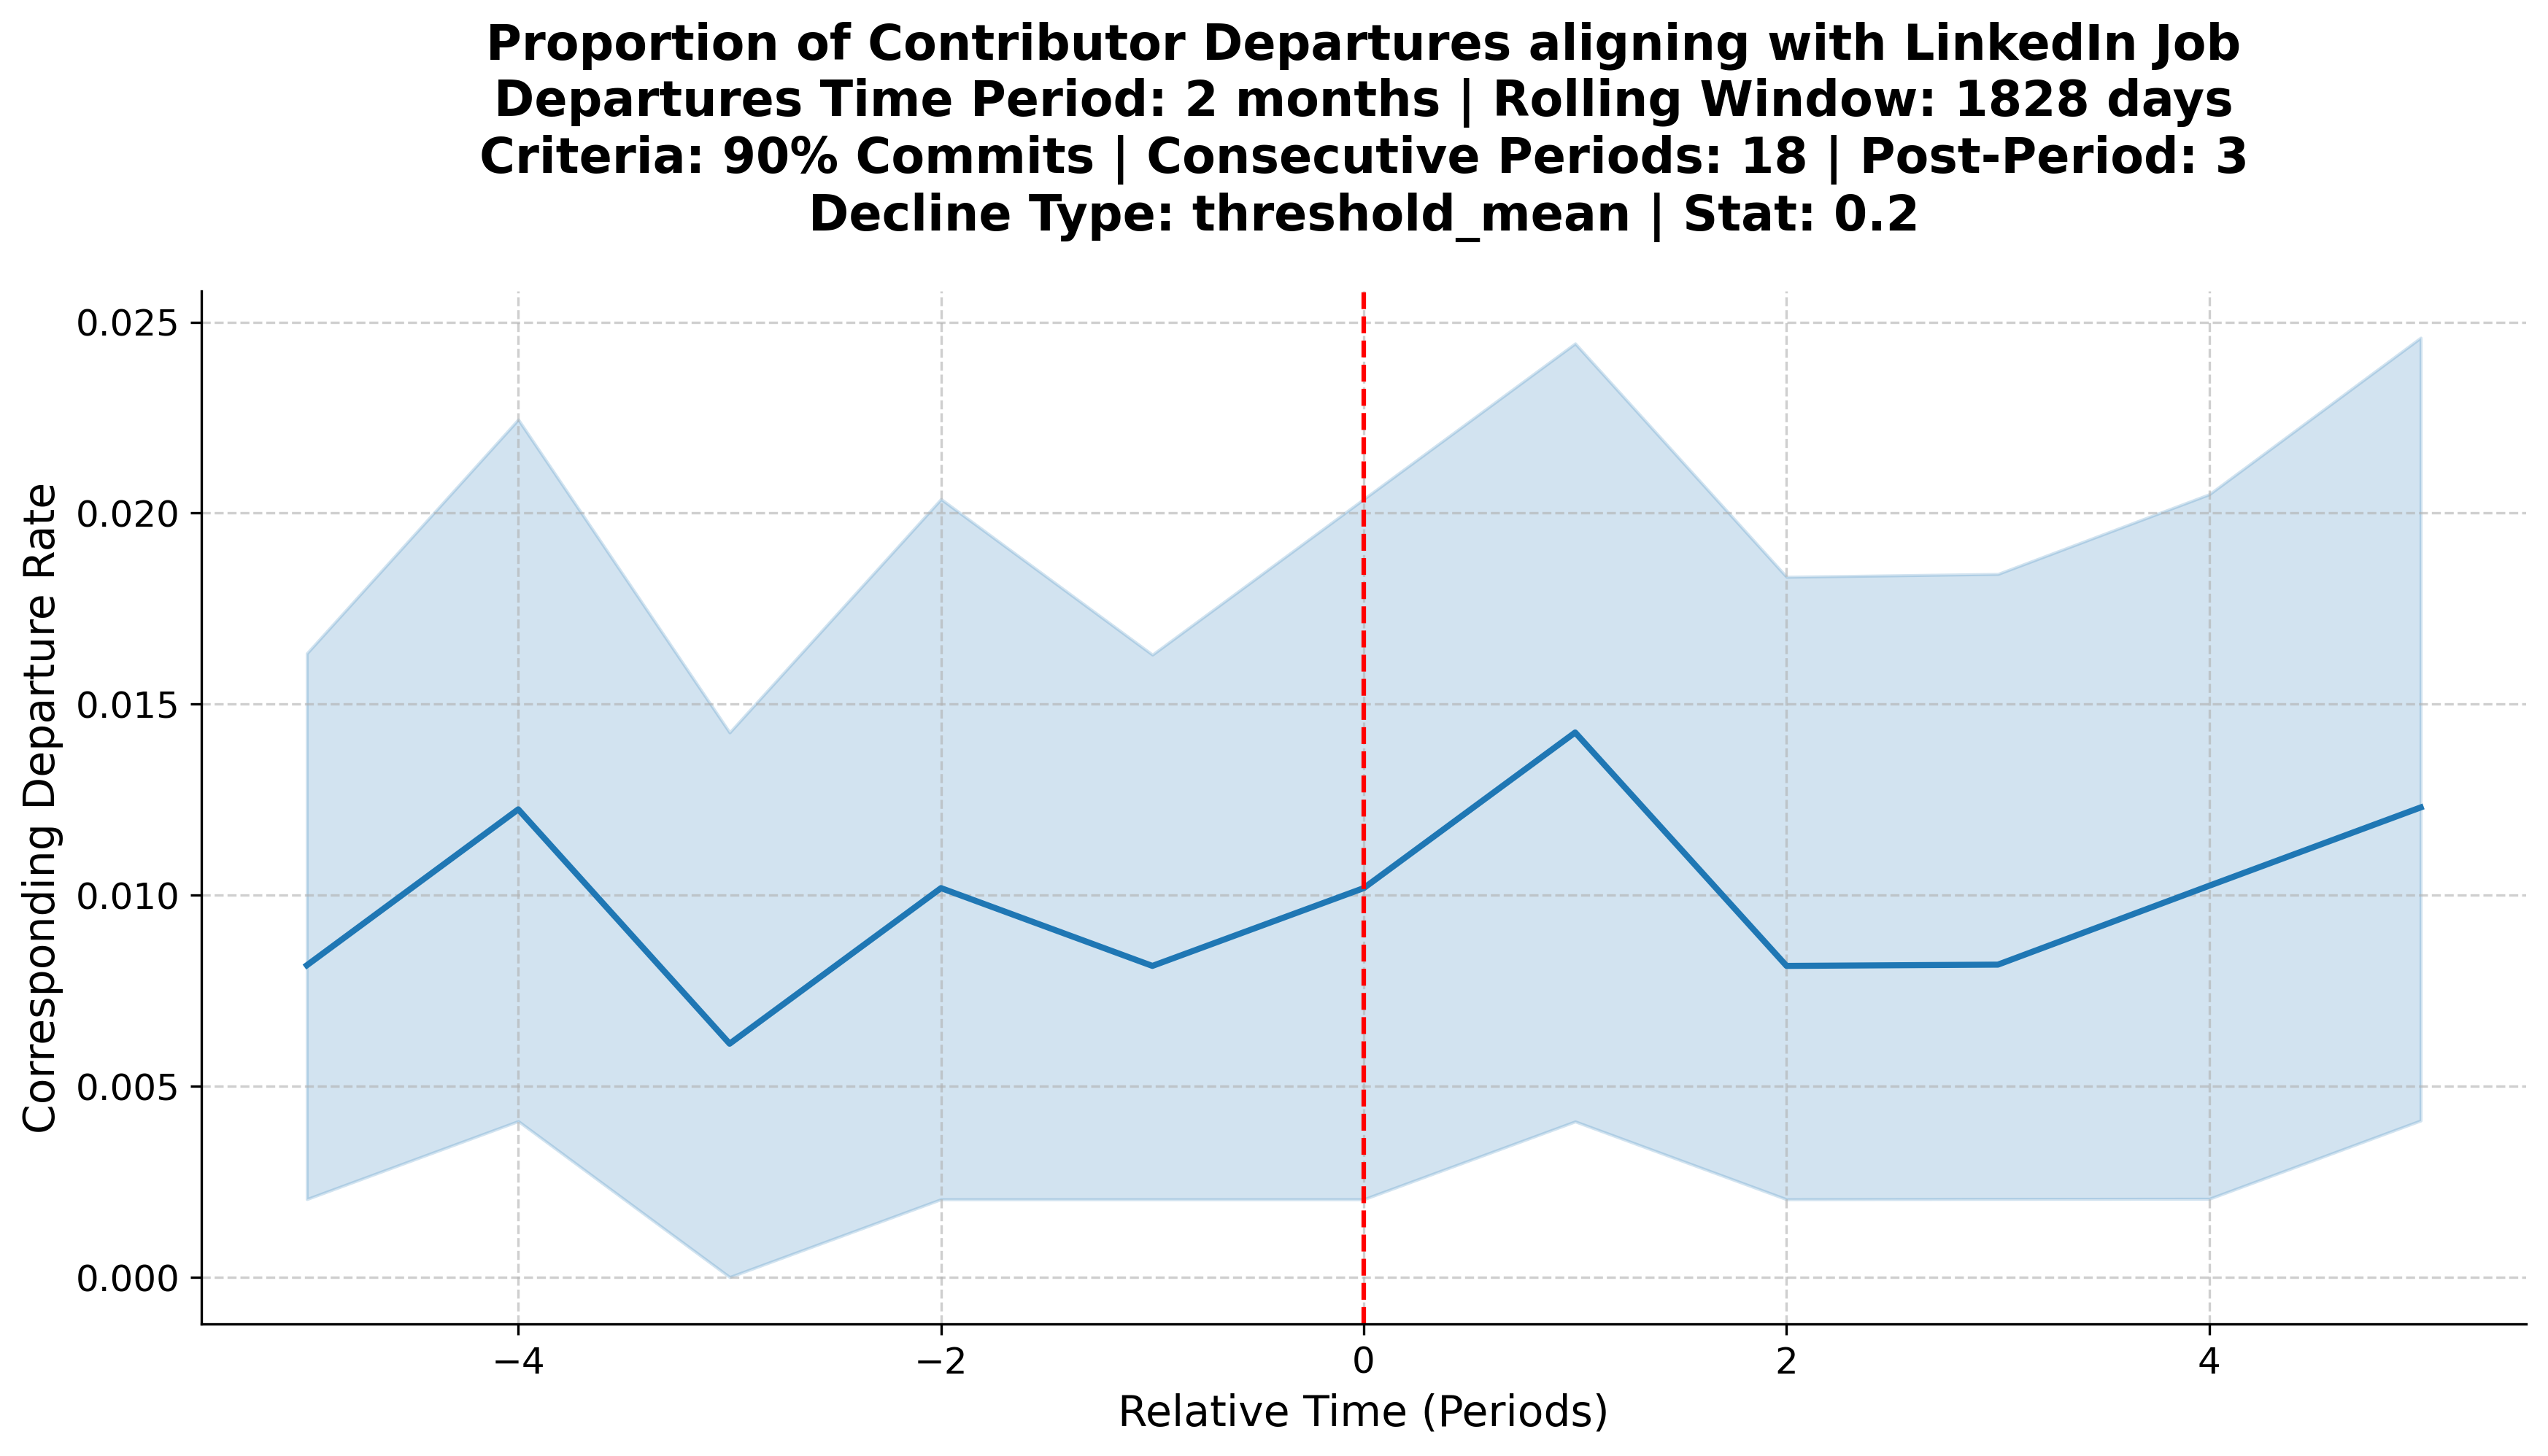 Proportion of Contributor Departures aligning with LinkedIn Job
Departures Time Period: 2 months | Rolling Window: 1828 days
Criteria: 90% Commits | Consecutive Periods: 18 | Post-Period: 3
Decline Type: threshold_mean | Stat: 0.2
Corresponding Departure Rate
0.025
0.020
0.015
0.010
0.005
0.000
−4 −2 0 2 4
Relative Time (Periods)